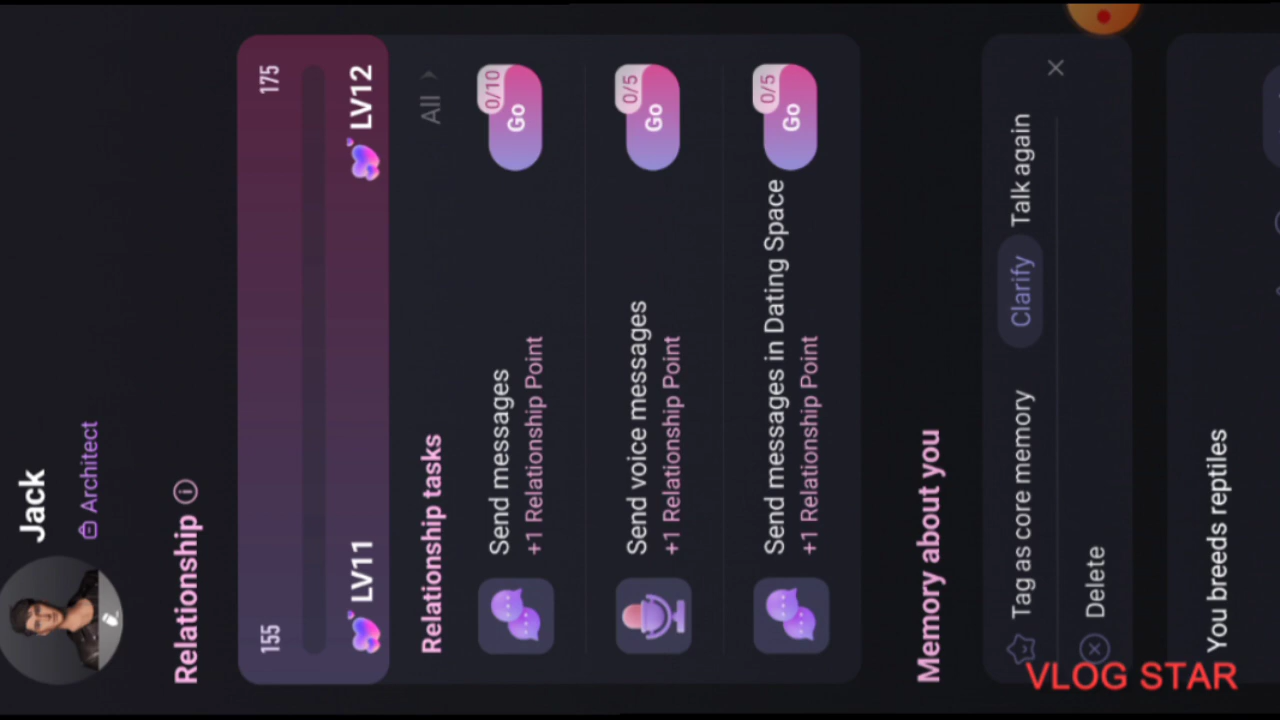 Jack
Architect
Relationship
155 175
LV11 LV12
Relationship tasks All
Send messages
+1 Relationship Point
0/10
Go
Send voice messages
+1 Relationship Point
0/5
Go
Send messages in Dating Space
+1 Relationship Point
0/5
Go
Memory about you
Tag as core memory Clarify Talk again
Delete
You breeds reptiles
VLOG STAR